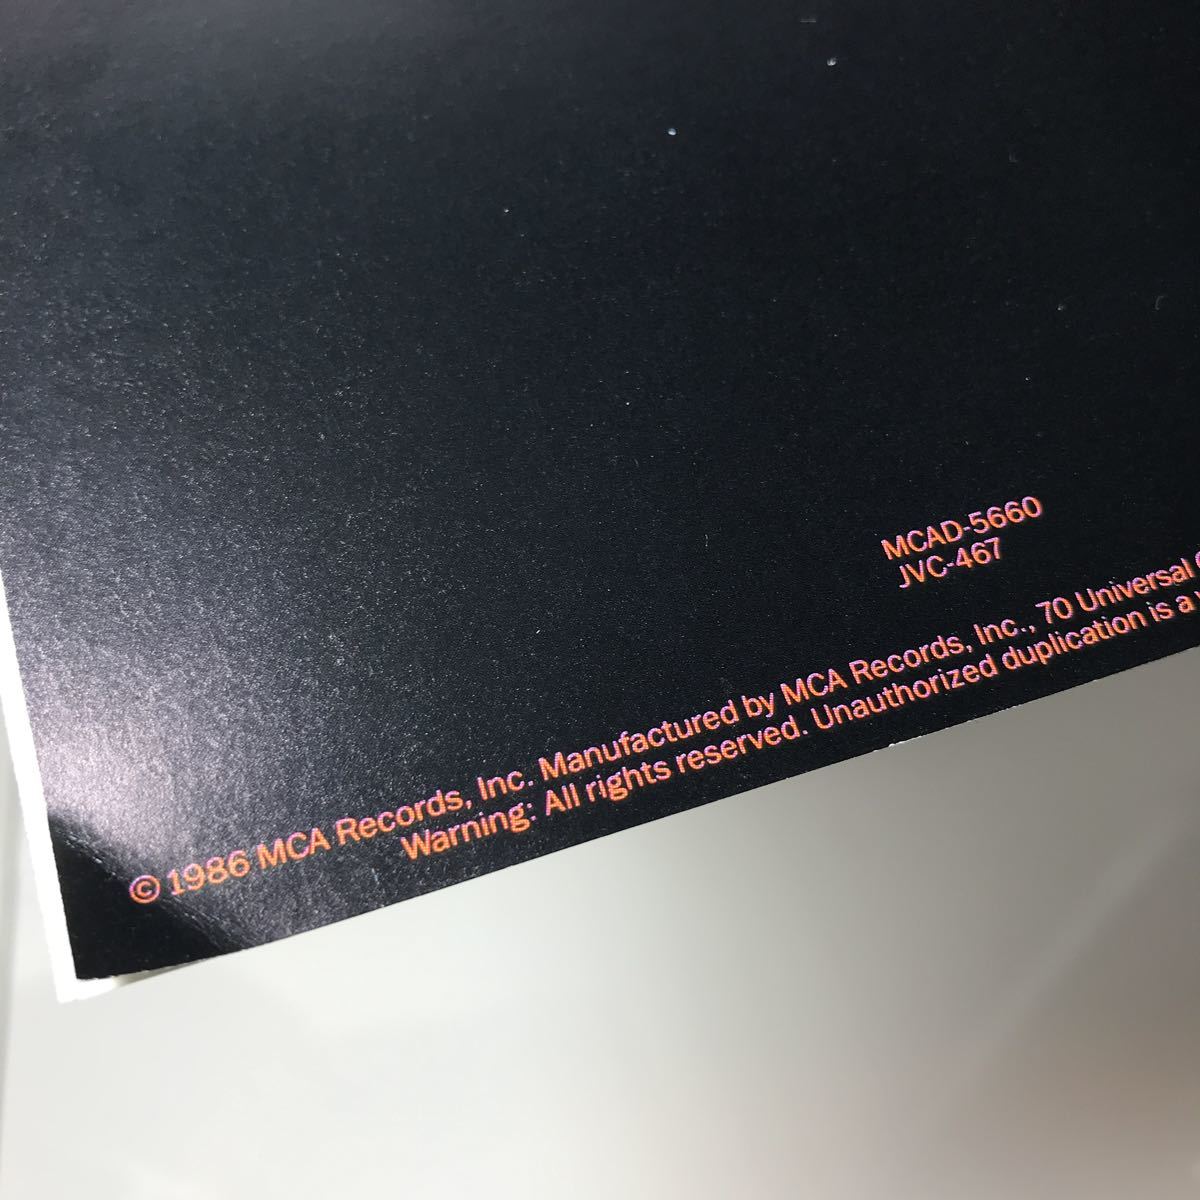 MCAD-5660
JVC-467
© 1986 MCA Records, Inc. Manufactured by MCA Records, Inc., 70 Universal
Warning: All rights reserved. Unauthorized duplication is a